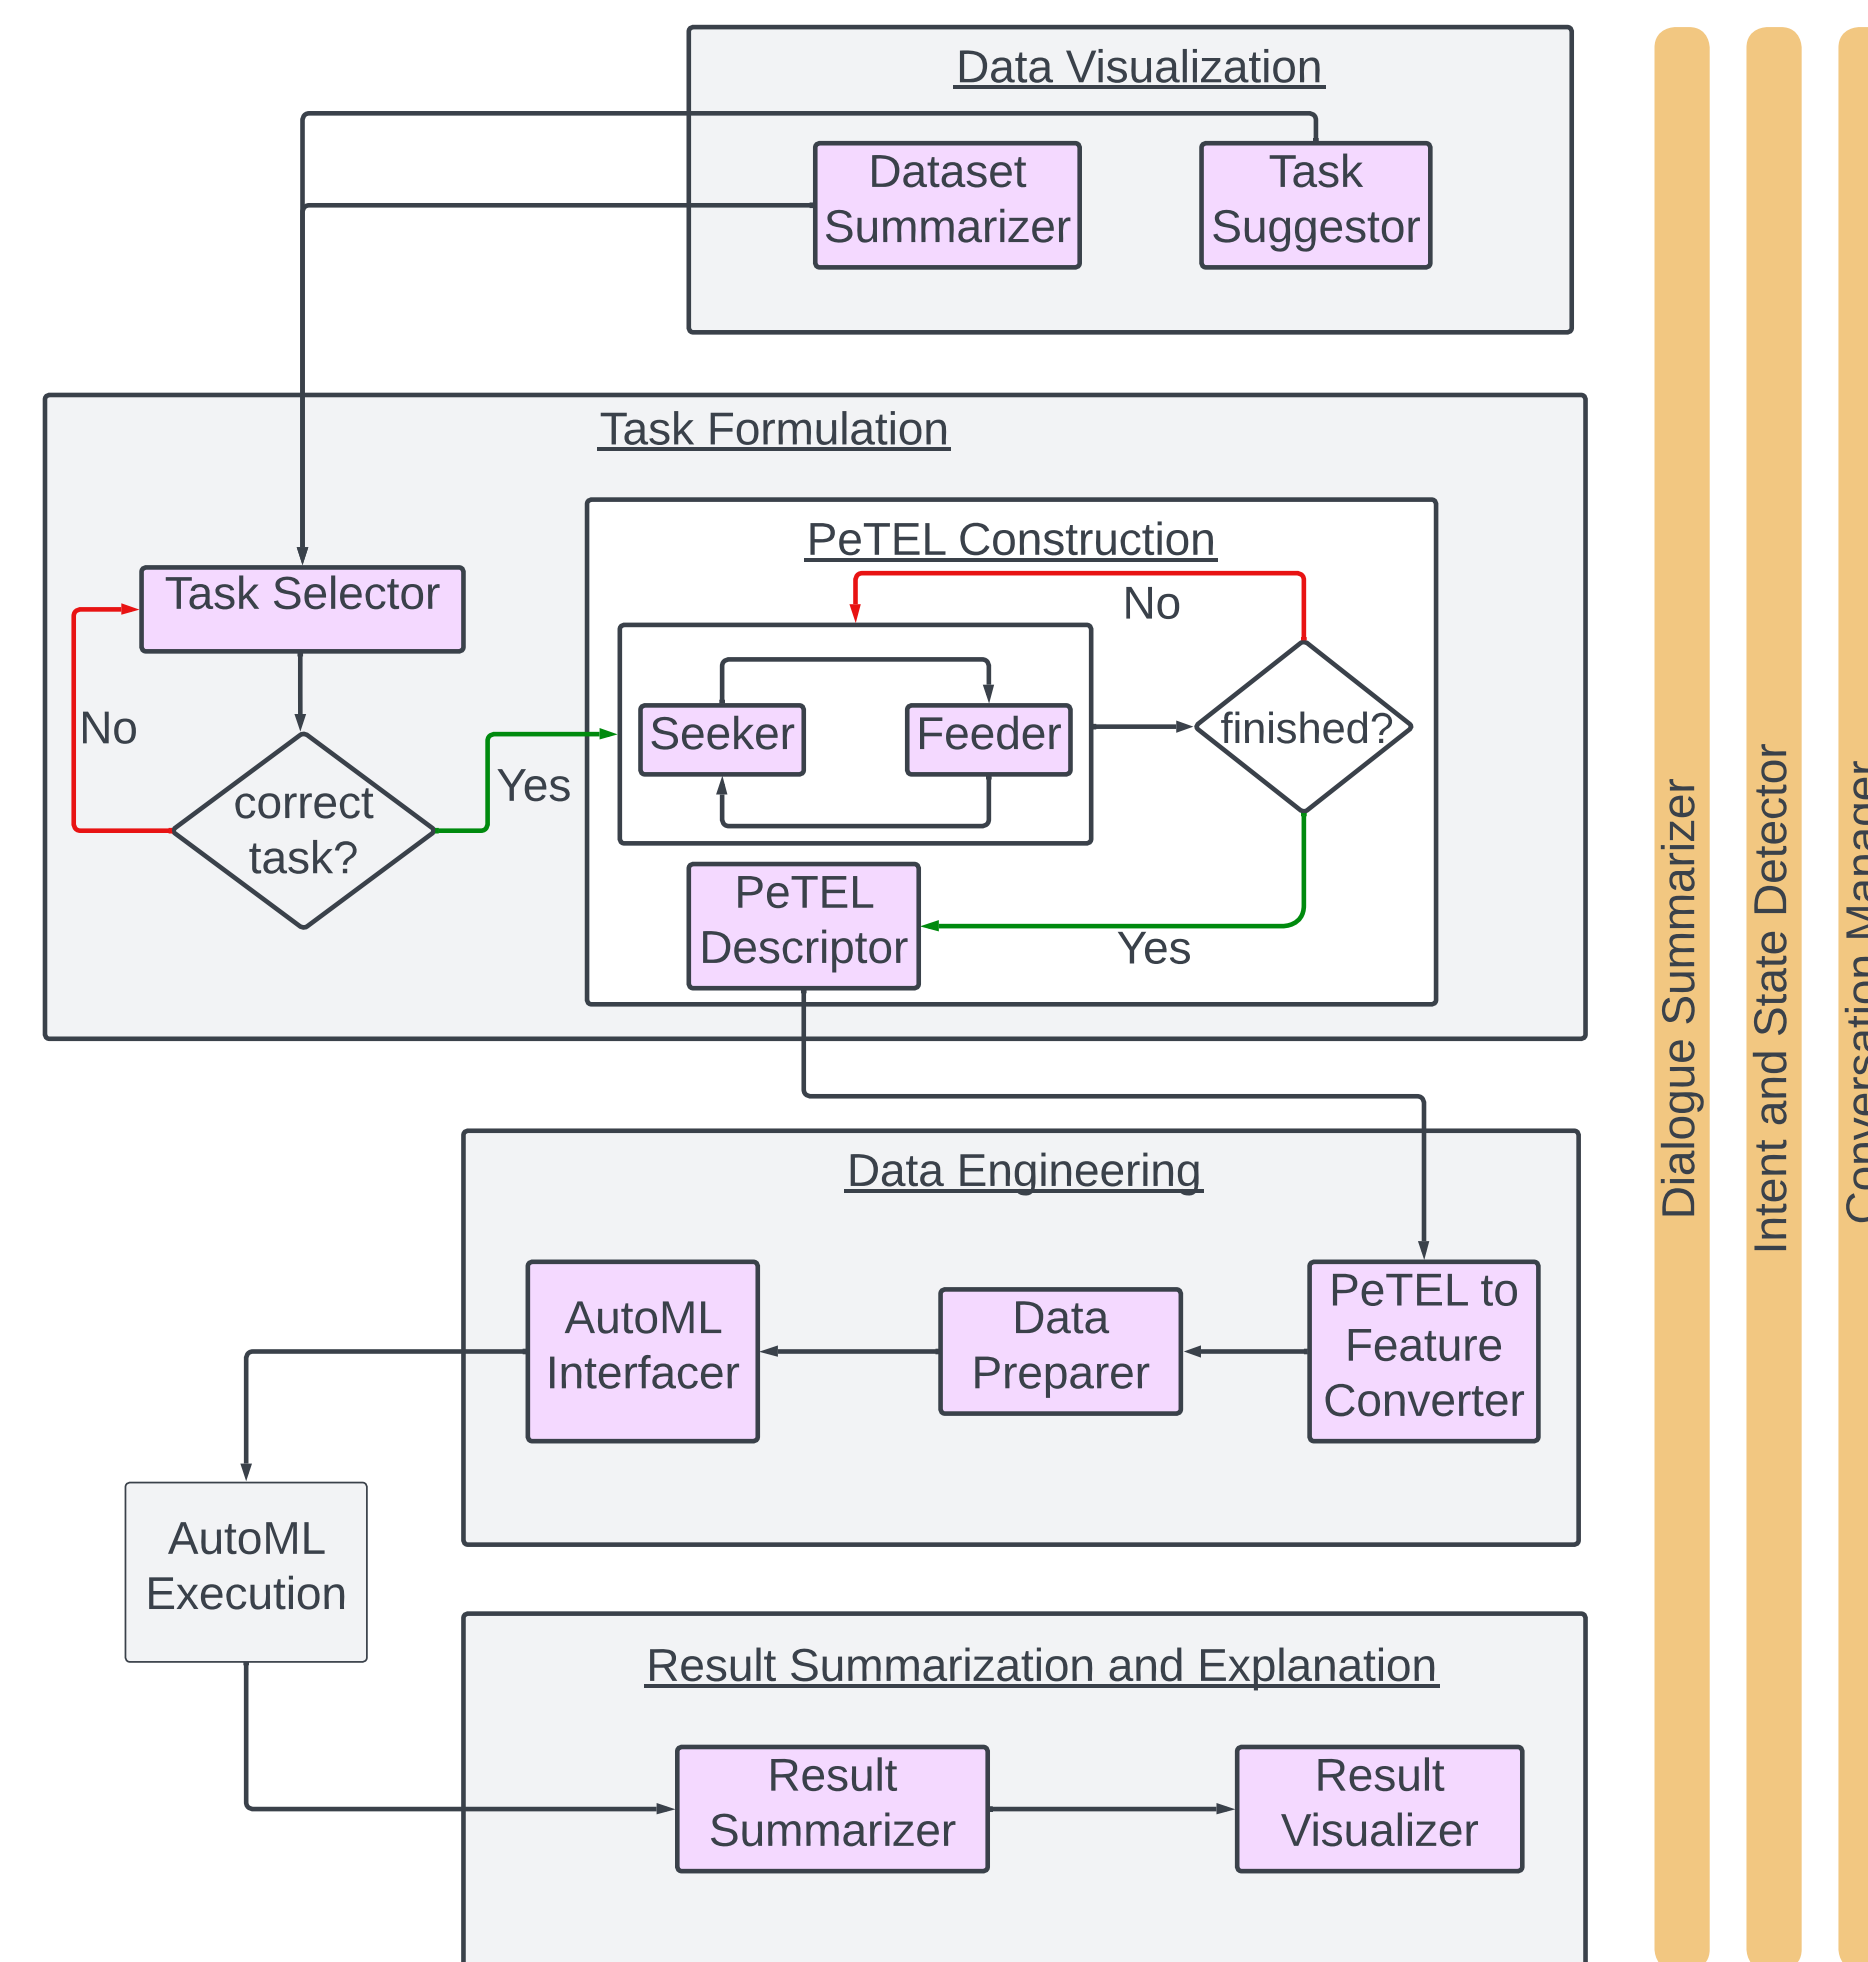 Data Visualization
Dataset
Summarizer
Task
Suggestor
Task Formulation
Task Selector
No
correct
task?
Yes
PeTEL Construction
No
Seeker
Feeder
finished?
PeTEL
Descriptor
Yes
Data Engineering
AutoML
Interfacer
Data
Preparer
PeTEL to
Feature
Converter
AutoML
Execution
Result Summarization and Explanation
Result
Summarizer
Result
Visualizer
Dialogue Summarizer
Intent and State Detector
Conversation Manager